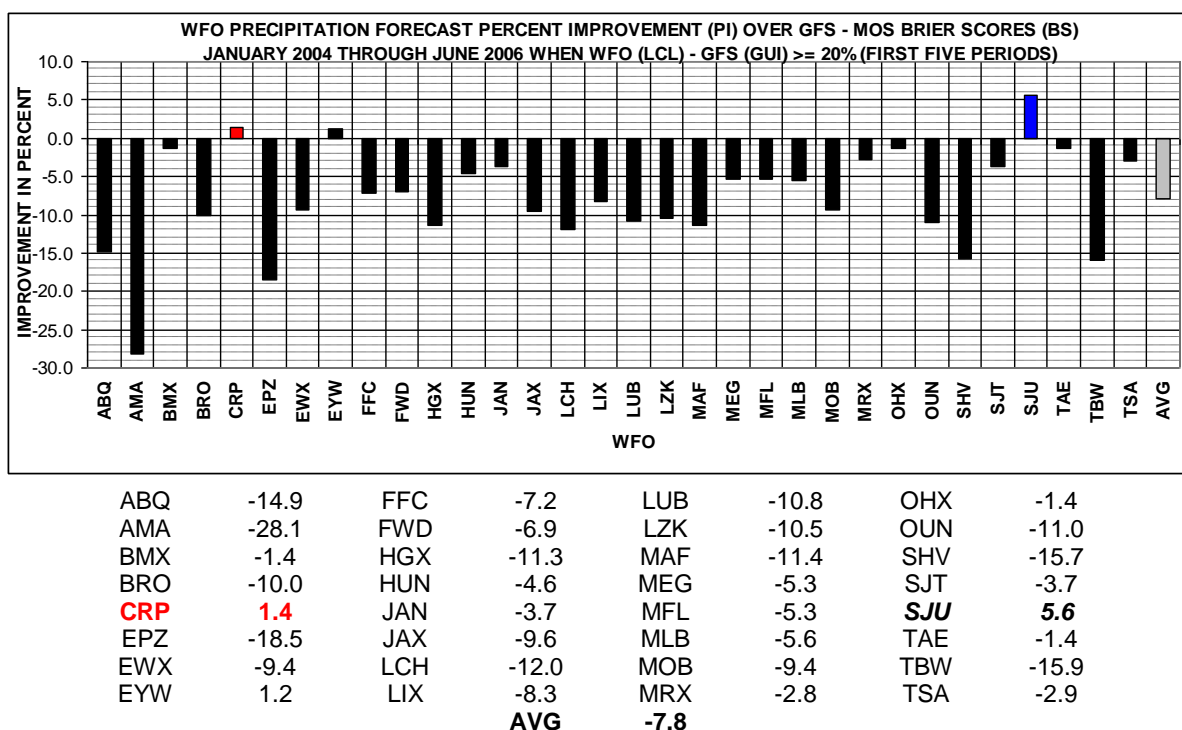 WFO PRECIPITATION FORECAST PERCENT IMPROVEMENT (PI) OVER GFS - MOS BRIER SCORES (BS)
JANUARY 2004 THROUGH JUNE 2006 WHEN WFO (LCL) - GFS (GUI) >= 20% (FIRST FIVE PERIODS)
IMPROVEMENT IN PERCENT
10.0
5.0
0.0
-5.0
-10.0
-15.0
-20.0
-25.0
-30.0
ABQ AMA BMX BRO CRP EPZ EWX EYW FFC FWD HGX HUN JAN JAX LCH LIX LUB LZK MAF MEG MFL MLB MOB MRX OHX OUN SHV SJT SJU TAE TBW TSA AVG
WFO
ABQ -14.9 FFC -7.2 LUB -10.8 OHX -1.4
AMA -28.1 FWD -6.9 LZK -10.5 OUN -11.0
BMX -1.4 HGX -11.3 MAF -11.4 SHV -15.7
BRO -10.0 HUN -4.6 MEG -5.3 SJT -3.7
CRP 1.4 JAN -3.7 MFL -5.3 SJU 5.6
EPZ -18.5 JAX -9.6 MLB -5.6 TAE -1.4
EWX -9.4 LCH -12.0 MOB -9.4 TBW -15.9
EYW 1.2 LIX -8.3 MRX -2.8 TSA -2.9
AVG -7.8